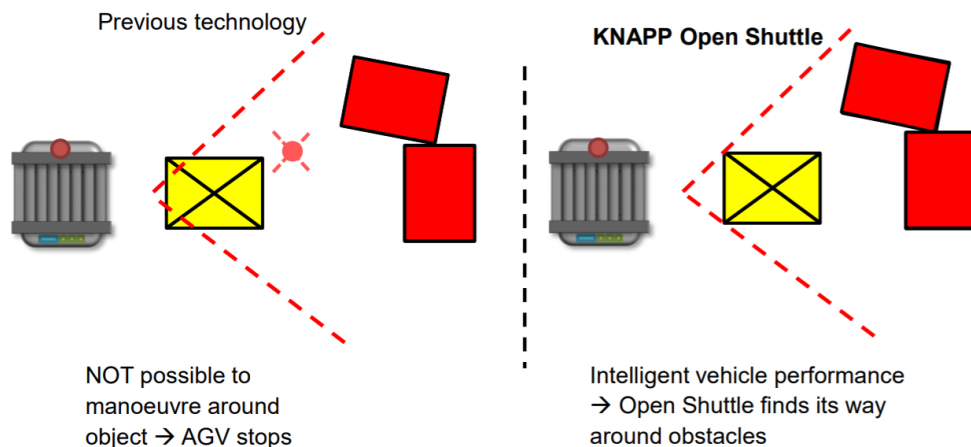 Previous technology
KNAPP Open Shuttle
NOT possible to
manoeuvre around
object → AGV stops
Intelligent vehicle performance
→ Open Shuttle finds its way
around obstacles